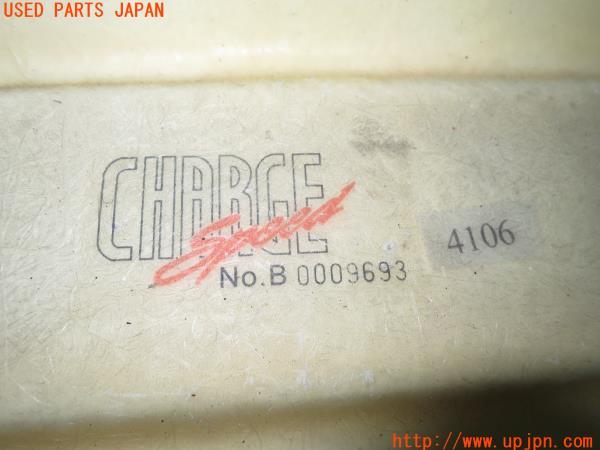 USED PARTS JAPAN
CHARGE
Speed
4106
No.B 0009693
http://www.upjpn.com/